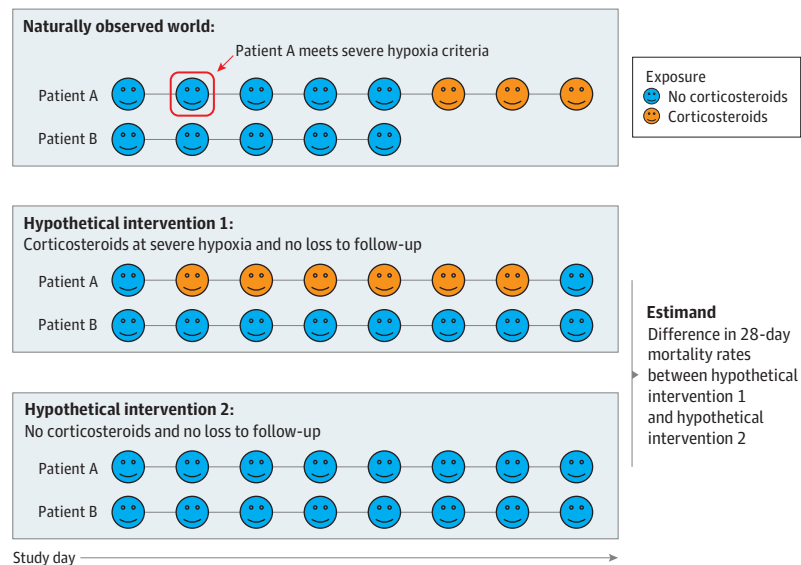 Naturally observed world:
Patient A meets severe hypoxia criteria
Patient A
Patient B
Exposure
No corticosteroids
Corticosteroids
Hypothetical intervention 1:
Corticosteroids at severe hypoxia and no loss to follow-up
Patient A
Patient B
Hypothetical intervention 2:
No corticosteroids and no loss to follow-up
Patient A
Patient B
Estimand
Difference in 28-day
mortality rates
between hypothetical
intervention 1
and hypothetical
intervention 2
Study day